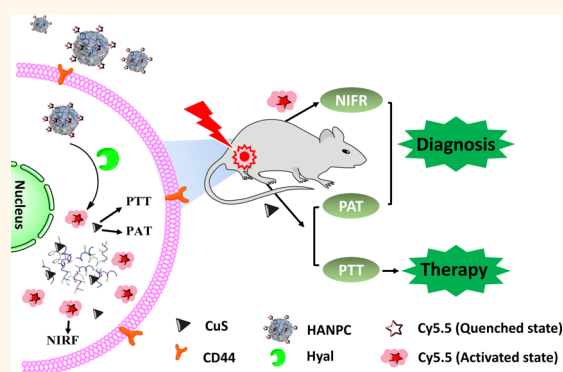 Nucleus
Hyal
PTT
PAT
NIRF
NIFR
PAT
PTT
Diagnosis
Therapy
CuS
HANPC
Cy5.5 (Quenched state)
CD44
Hyal
Cy5.5 (Activated state)